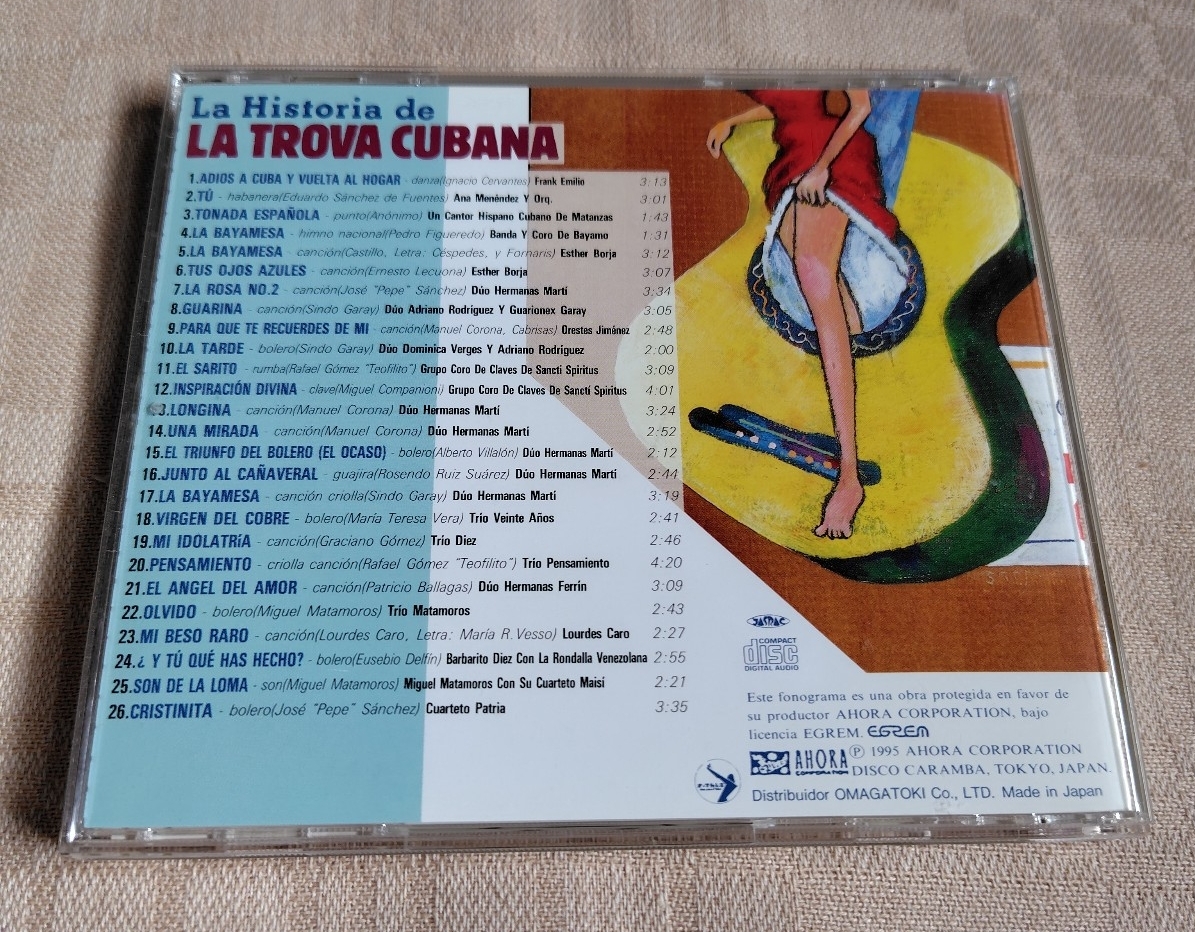 La Historia de
LA TROVA CUBANA
1.ADIOS A CUBA Y VUELTA AL HOGAR - danza(Ignacio Cervantes) Frank Emilio 3:13
2.TÚ - habanera(Eduardo Sánchez de Fuentes) Ana Menéndez Y Orq. 3:01
3.TONADA ESPAÑOLA - punto(Anónimo) Un Cantor Hispano Cubano De Matanzas 1:43
4.LA BAYAMESA - himno nacional(Pedro Figueredo) Banda Y Coro De Bayamo 1:31
5.LA BAYAMESA - canción(Castillo, Letra: Céspedes, y Fornaris) Esther Borja 3:12
6.TUS OJOS AZULES - canción(Ernesto Lecuona) Esther Borja 3:07
7.LA ROSA NO.2 - canción(José "Pepe" Sánchez) Dúo Hermanas Martí 3:34
8.GUARINA - canción(Sindo Garay) Dúo Adriano Rodríguez Y Guarionex Garay 3:05
9.PARA QUE TE RECUERDES DE MI - canción(Manuel Corona, Cabrisas) Orestes Jimánez 2:48
10.LA TARDE - bolero(Sindo Garay) Dúo Dominica Verges Y Adriano Rodriguez 2:00
11.EL SARITO - rumba(Rafael Gómez "Teofilito") Grupo Coro De Claves De Sanctí Spiritus 3:09
12.INSPIRACIÓN DIVINA - clave(Miguel Companioni) Grupo Coro De Claves De Sanctí Spiritus 4:01
3.LONGINA - canción(Manuel Corona) Dúo Hermanas Martí 3:24
14.UNA MIRADA - canción(Manuel Corona) Dúo Hermanas Martí 2:52
15.EL TRIUNFO DEL BOLERO (EL OCASO) - bolero(Alberto Villalón) Dúo Hermanas Martí 2:12
16.JUNTO AL CAÑAVERAL - guajira(Rosendo Ruiz Suárez) Dúo Hermanas Martí 2:44
17.LA BAYAMESA - canción criolla(Sindo Garay) Dúo Hermanas Martí 3:19
18.VIRGEN DEL COBRE - bolero(María Teresa Vera) Trio Veinte Años 2:41
19.MI IDOLATRíA - canción(Graciano Gómez) Trío Diez 2:46
20.PENSAMIENTO - criolla canción(Rafael Gómez "Teofilito") Trio Pensamiento 4:20
21.EL ANGEL DEL AMOR - canción(Patricio Ballagas) Dúo Hermanas Ferrín 3:09
22.OLVIDO - bolero(Miguel Matamoros) Trío Matamoros 2:43
23.MI BESO RARO - canción(Lourdes Caro, Letra: María R.Vesso) Lourdes Caro 2:27
24.¿ Y TÚ QUÉ HAS HECHO? - bolero(Eusebio Delfín) Barbarito Diez Con La Rondalla Venezolana 2:55
25.SON DE LA LOMA - son(Miguel Matamoros) Miguel Matamoros Con Su Cuarteto Maisí 2:21
26.CRISTINITA - bolero(José "Pepe" Sánchez) Cuarteto Patria 3:35
JASRAC
COMPACT
disc
DIGITAL AUDIO
Este fonograma es una obra protegida en favor de
su productor AHORA CORPORATION, bajo
licencia EGREM. EGREM
AHORA CORPORATION ℗ 1995 AHORA CORPORATION
DISCO CARAMBA, TOKYO, JAPAN.
Distribuidor OMAGATOKI Co., LTD. Made in Japan